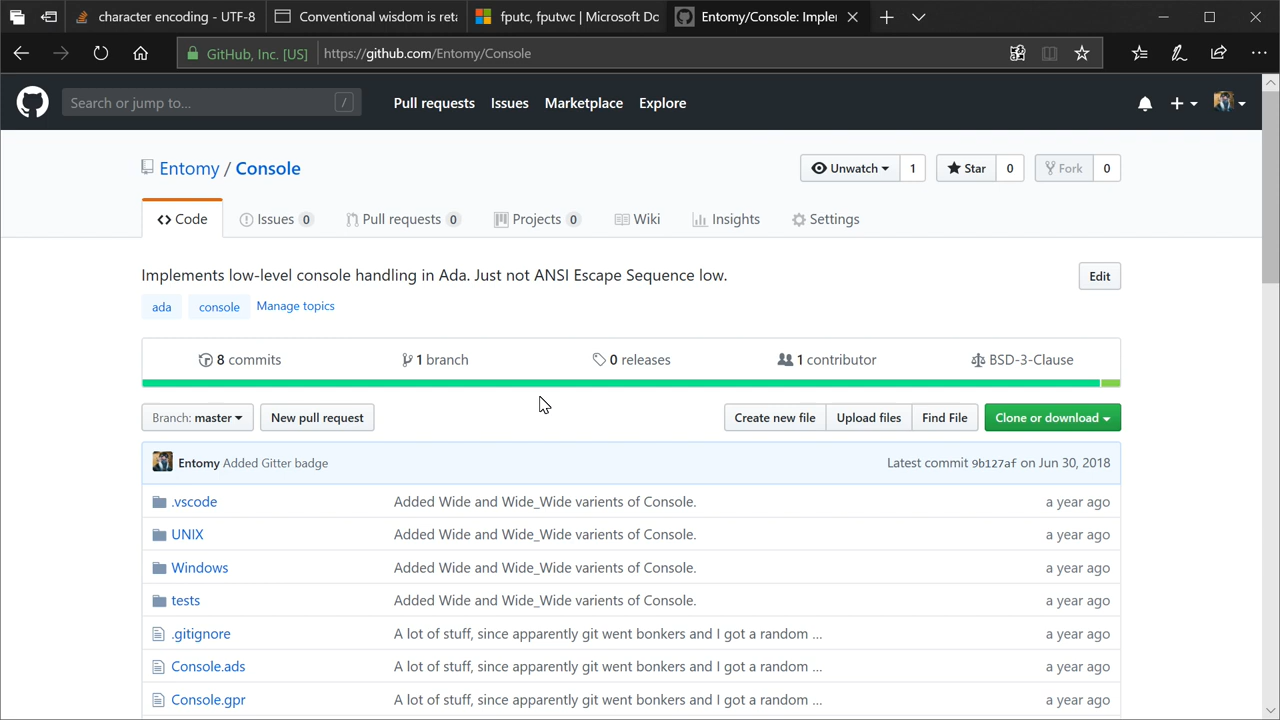 character encoding - UTF-8
Conventional wisdom is reta
fputc, fputwc | Microsoft Do
Entomy/Console: Impler
GitHub, Inc. [US]
https://github.com/Entomy/Console
Search or jump to...
/
Pull requests
Issues
Marketplace
Explore
Entomy / Console
Unwatch 1
Star 0
Fork 0
Code
Issues 0
Pull requests 0
Projects 0
Wiki
Insights
Settings
Implements low-level console handling in Ada. Just not ANSI Escape Sequence low.
Edit
ada
console
Manage topics
8 commits
1 branch
0 releases
1 contributor
BSD-3-Clause
Branch: master
New pull request
Create new file
Upload files
Find File
Clone or download
Entomy Added Gitter badge
Latest commit 9b127af on Jun 30, 2018
.vscode Added Wide and Wide_Wide varients of Console. a year ago
UNIX Added Wide and Wide_Wide varients of Console. a year ago
Windows Added Wide and Wide_Wide varients of Console. a year ago
tests Added Wide and Wide_Wide varients of Console. a year ago
.gitignore A lot of stuff, since apparently git went bonkers and I got a random ... a year ago
Console.ads A lot of stuff, since apparently git went bonkers and I got a random ... a year ago
Console.gpr A lot of stuff, since apparently git went bonkers and I got a random ... a year ago